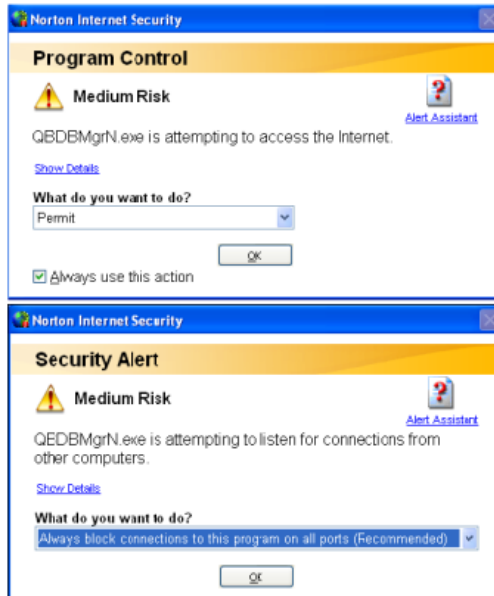 Norton Internet Security
Program Control
Medium Risk
Alert Assistant
QBDBMgrN.exe is attempting to access the Internet.
Show Details
What do you want to do?
Permit
OK
Always use this action
Norton Internet Security
Security Alert
Medium Risk
Alert Assistant
QEDBMgrN.exe is attempting to listen for connections from
other computers.
Show Details
What do you want to do?
Always block connections to this program on all ports (Recommended)
OK